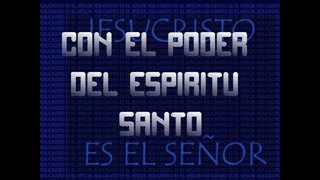 JESUCRISTO
CON EL PODER
DEL ESPIRITU
SANTO
ES EL SEÑOR